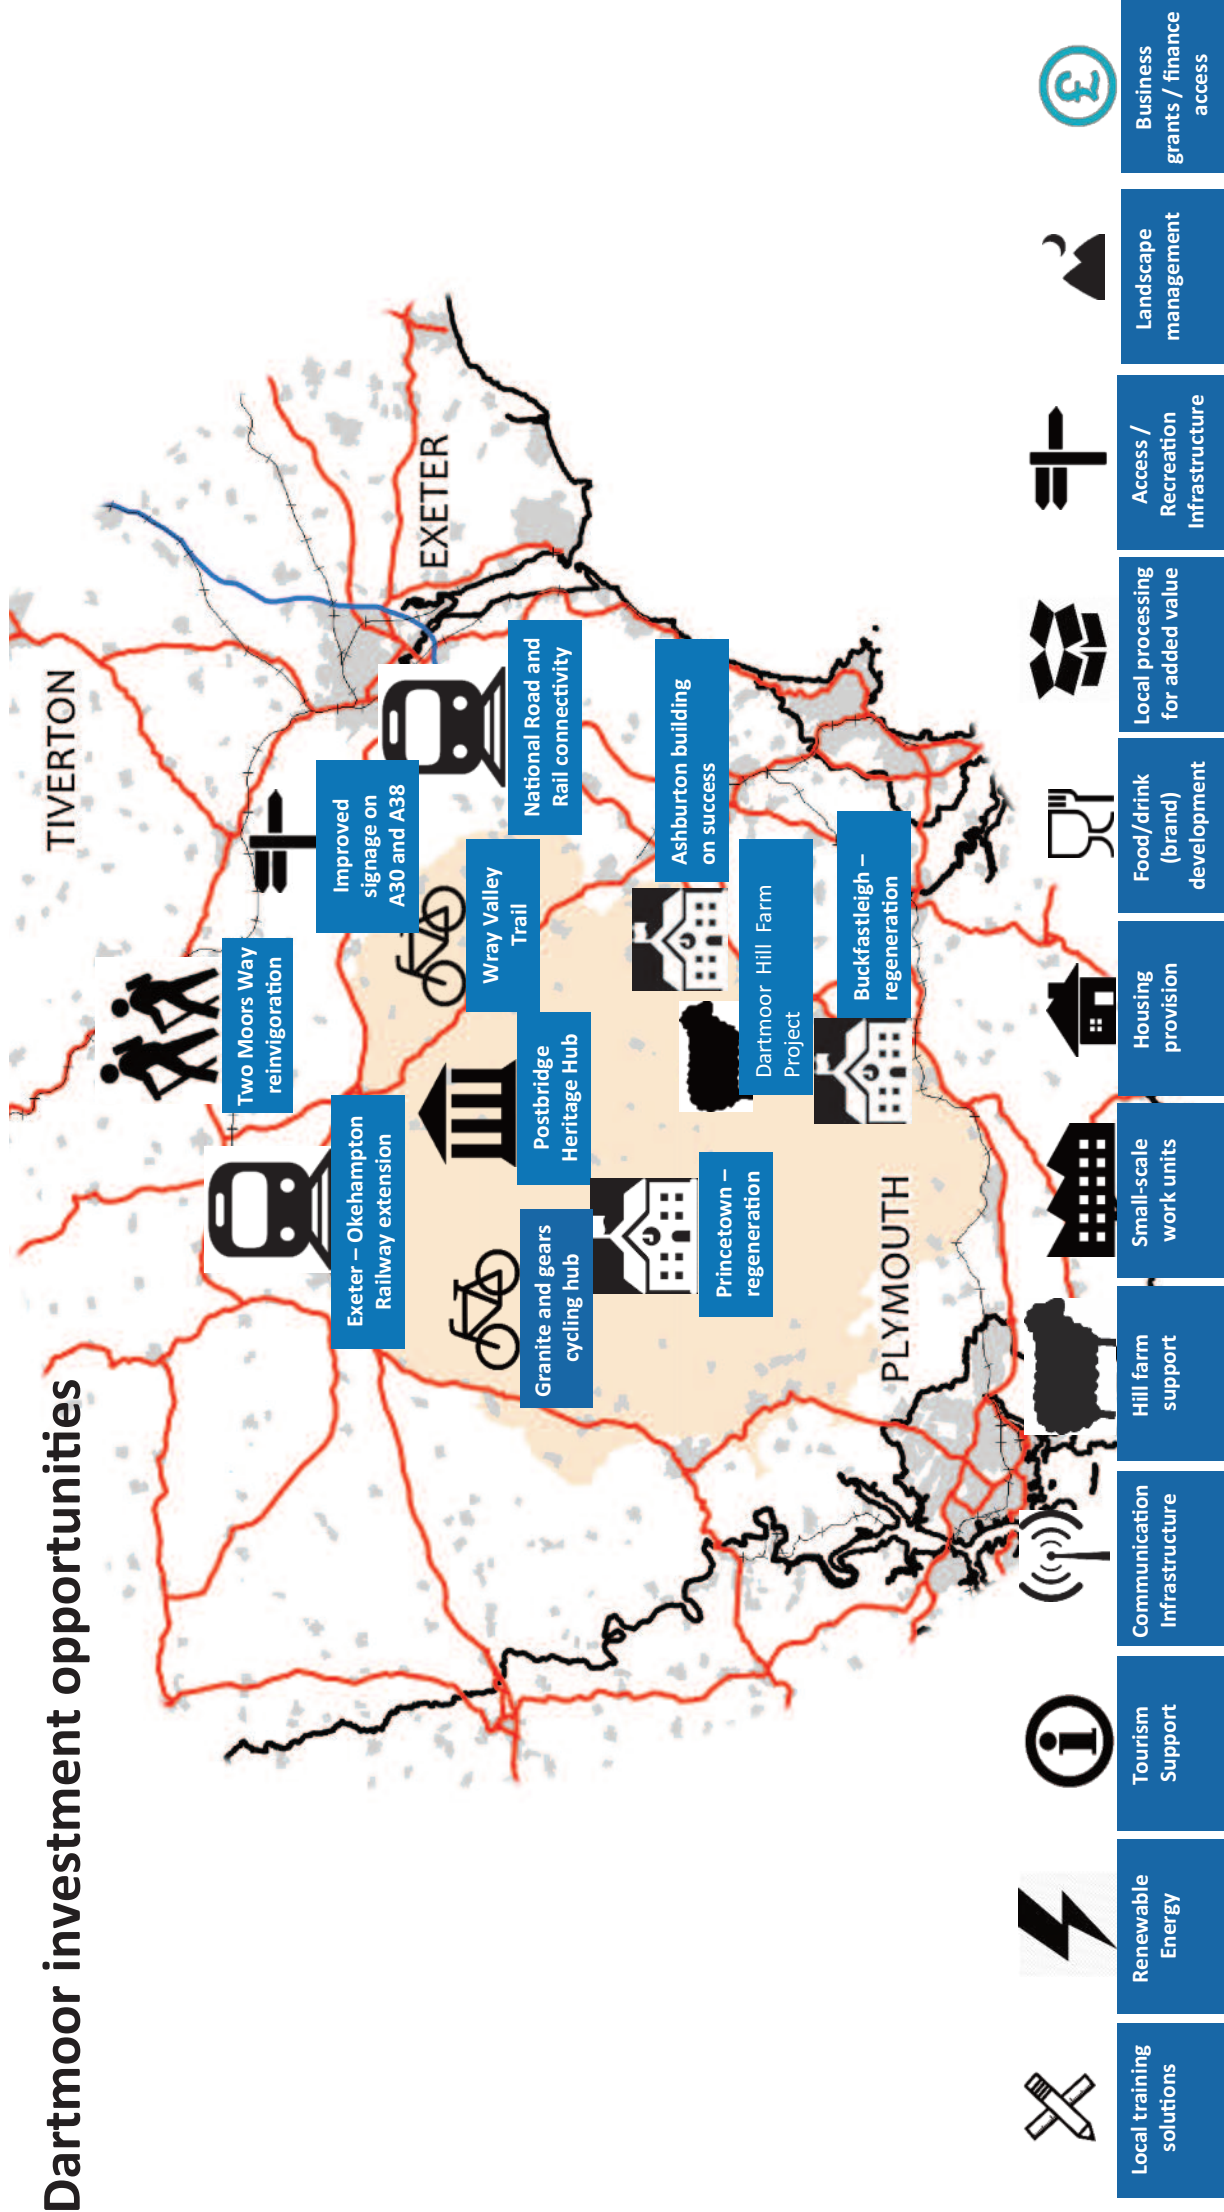 Dartmoor investment opportunities
TIVERTON
EXETER
PLYMOUTH
Two Moors Way
reinvigoration
Improved
signage on
A30 and A38
Exeter – Okehampton
Railway extension
National Road and
Rail connectivity
Wray Valley
Trail
Postbridge
Heritage Hub
Granite and gears
cycling hub
Ashburton building
on success
Princetown –
regeneration
Dartmoor Hill Farm
Project
Buckfastleigh –
regeneration
Local training
solutions
Renewable
Energy
Tourism
Support
Communication
Infrastructure
Hill farm
support
Small-scale
work units
Housing
provision
Food/drink
(brand)
development
Local processing
for added value
Access /
Recreation
Infrastructure
Landscape
management
£
Business
grants / finance
access